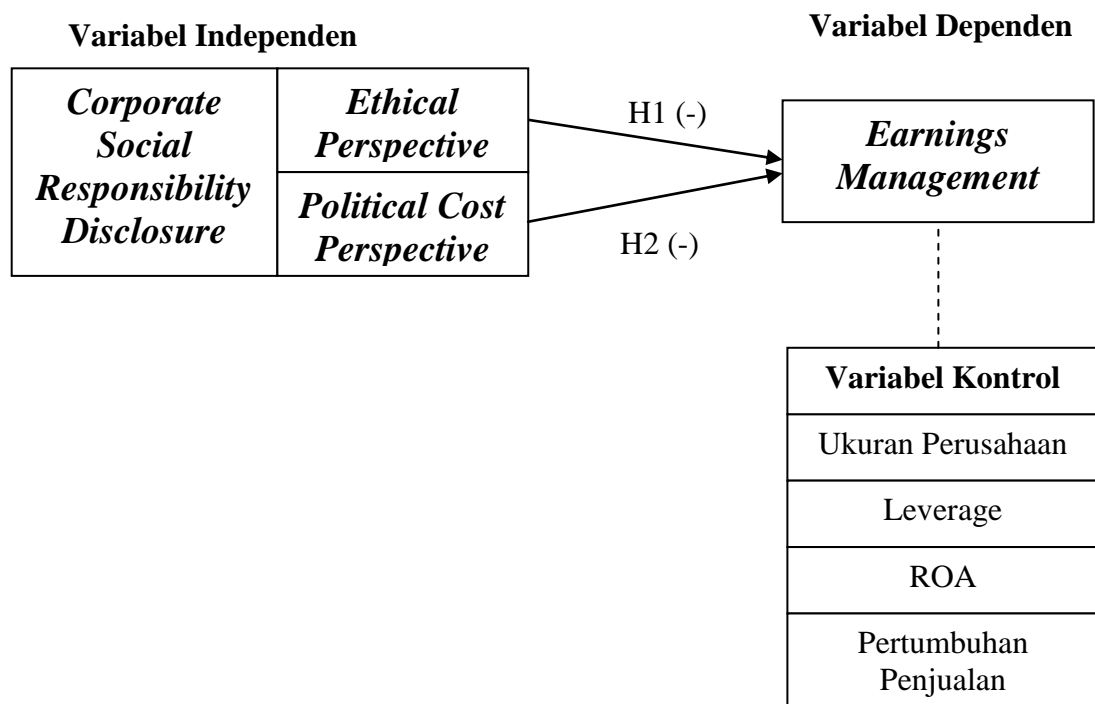 Variabel Independen
Variabel Dependen
Corporate
Social
Responsibility
Disclosure
Ethical
Perspective
Political Cost
Perspective
H1 (-)
H2 (-)
Earnings
Management
Variabel Kontrol
Ukuran Perusahaan
Leverage
ROA
Pertumbuhan
Penjualan